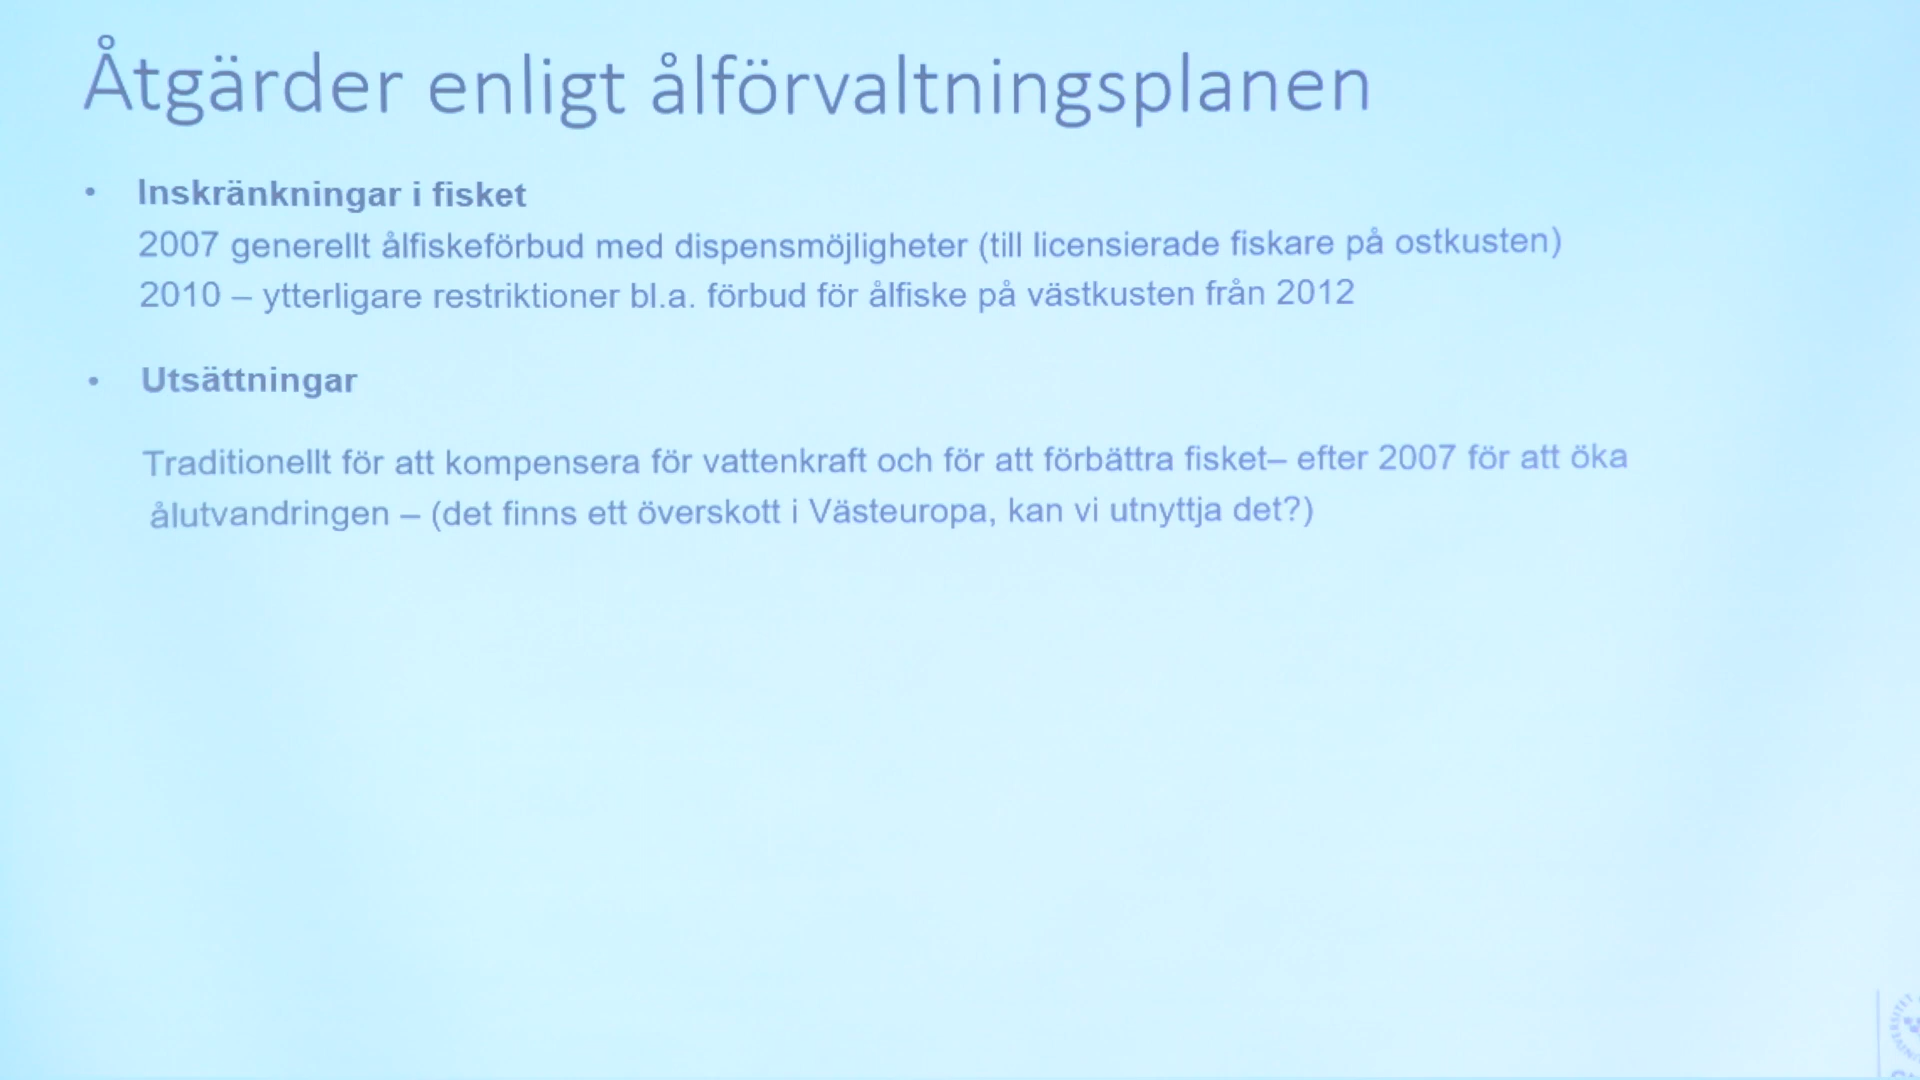 Åtgärder enligt ålförvaltningsplanen
• Inskränkningar i fisket
2007 generellt ålfiskeförbud med dispensmöjligheter (till licensierade fiskare på ostkusten)
2010 – ytterligare restriktioner bl.a. förbud för ålfiske på västkusten från 2012
• Utsättningar
Traditionellt för att kompensera för vattenkraft och för att förbättra fisket– efter 2007 för att öka
ålutvandringen – (det finns ett överskott i Västeuropa, kan vi utnyttja det?)